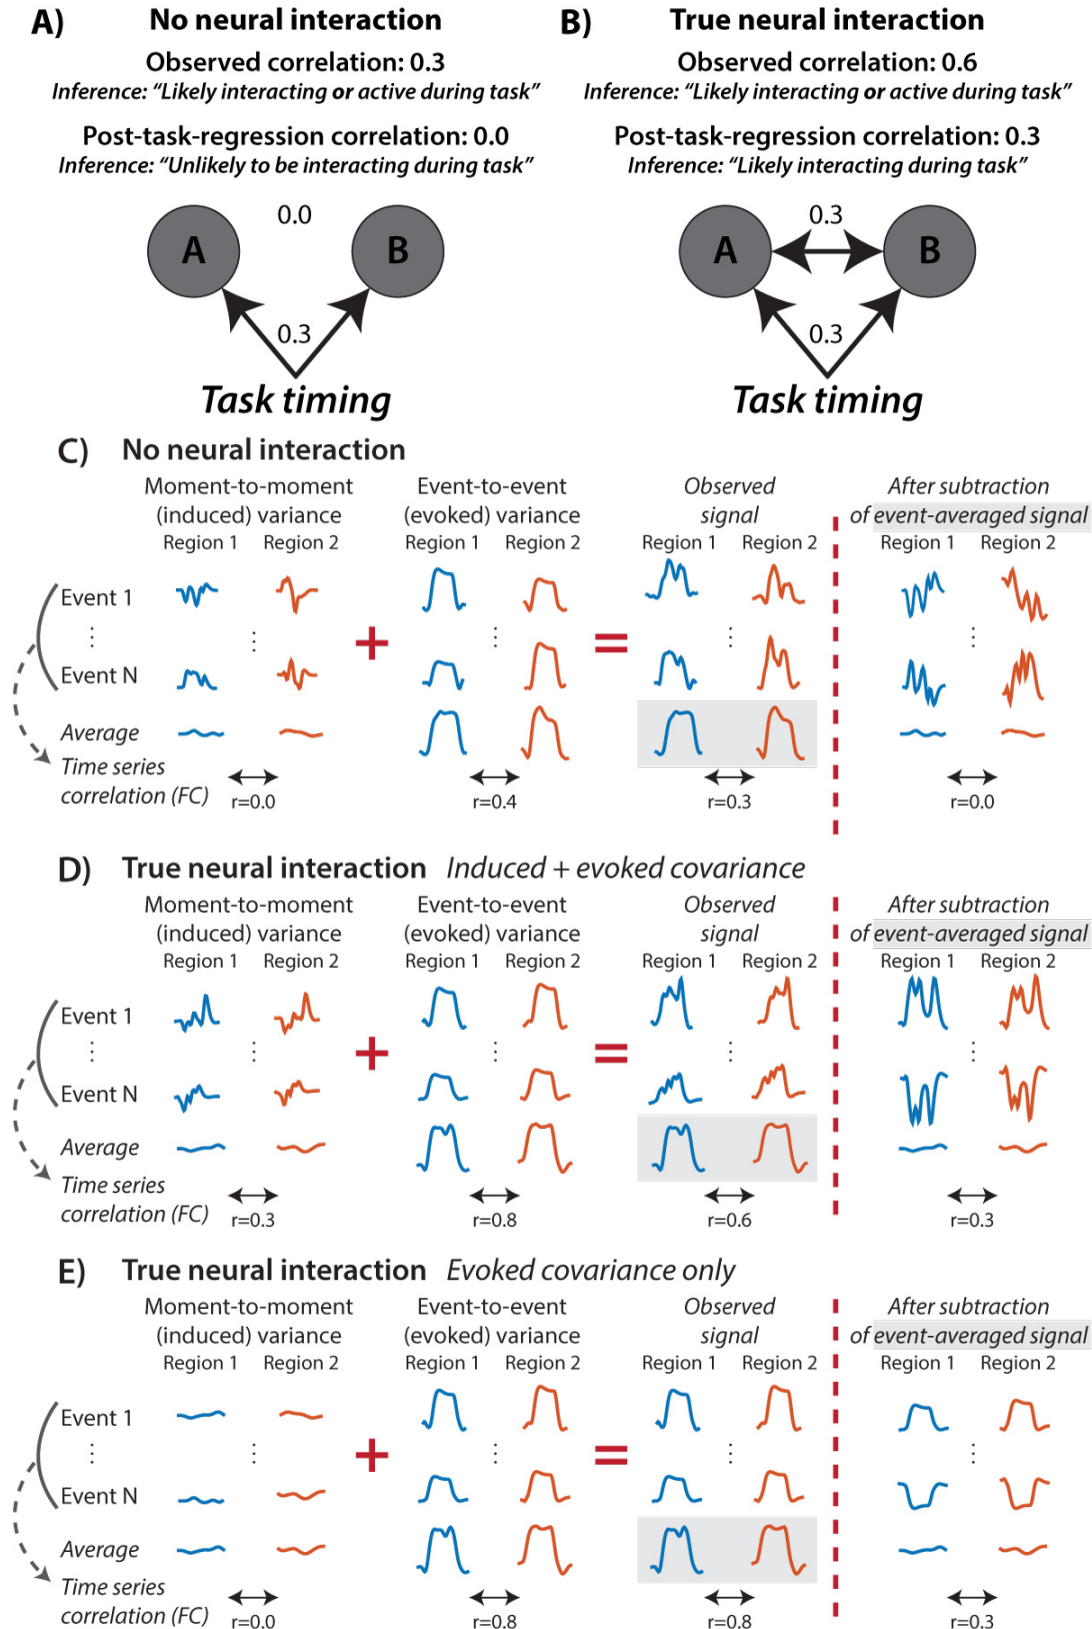 A) No neural interaction
Observed correlation: 0.3
Inference: "Likely interacting or active during task"
Post-task-regression correlation: 0.0
Inference: "Unlikely to be interacting during task"
0.0
A B
0.3
Task timing
B) True neural interaction
Observed correlation: 0.6
Inference: "Likely interacting or active during task"
Post-task-regression correlation: 0.3
Inference: "Likely interacting during task"
0.3
A B
0.3
Task timing
C) No neural interaction
Moment-to-moment Event-to-event Observed After subtraction
(induced) variance (evoked) variance signal of event-averaged signal
Region 1 Region 2 Region 1 Region 2 Region 1 Region 2 Region 1 Region 2
Event 1
⋮ ⋮ + ⋮ = ⋮ ⋮
Event N
Average
Time series
correlation (FC)
r=0.0 r=0.4 r=0.3 r=0.0
D) True neural interaction Induced + evoked covariance
Moment-to-moment Event-to-event Observed After subtraction
(induced) variance (evoked) variance signal of event-averaged signal
Region 1 Region 2 Region 1 Region 2 Region 1 Region 2 Region 1 Region 2
Event 1
⋮ ⋮ + ⋮ = ⋮ ⋮
Event N
Average
Time series
correlation (FC)
r=0.3 r=0.8 r=0.6 r=0.3
E) True neural interaction Evoked covariance only
Moment-to-moment Event-to-event Observed After subtraction
(induced) variance (evoked) variance signal of event-averaged signal
Region 1 Region 2 Region 1 Region 2 Region 1 Region 2 Region 1 Region 2
Event 1
⋮ ⋮ + ⋮ = ⋮ ⋮
Event N
Average
Time series
correlation (FC)
r=0.0 r=0.8 r=0.8 r=0.3